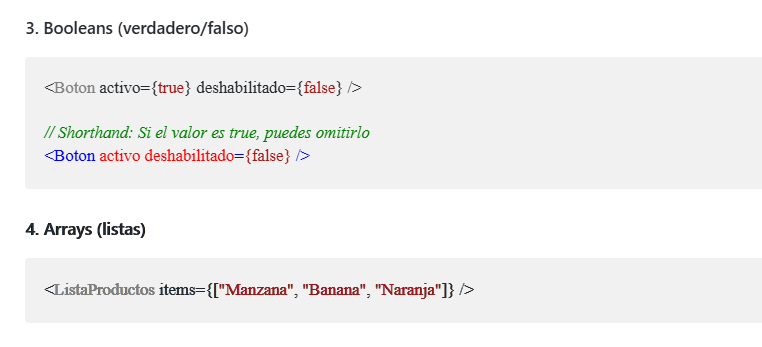 3. Booleans (verdadero/falso)
<Boton activo={true} deshabilitado={false} />
// Shorthand: Si el valor es true, puedes omitirlo
<Boton activo deshabilitado={false} />
4. Arrays (listas)
<ListaProductos items={["Manzana", "Banana", "Naranja"]} />